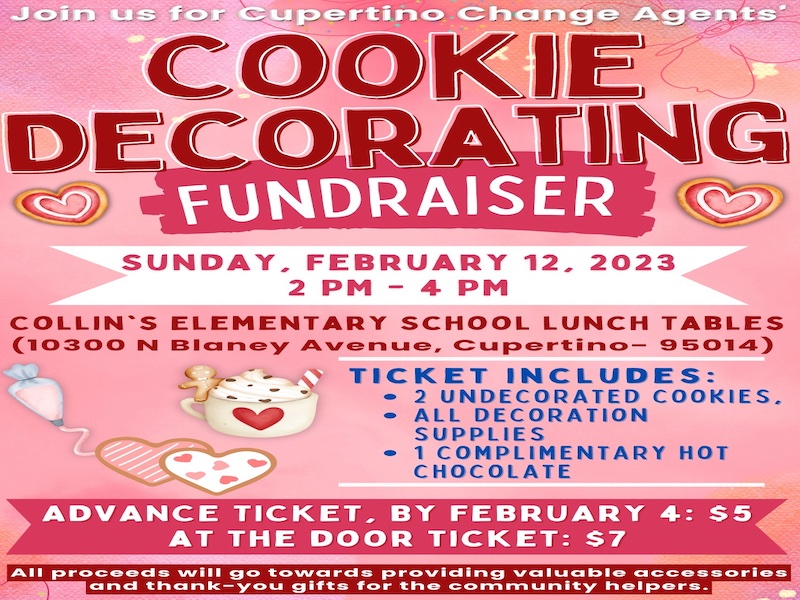 Join us for Cupertino Change Agents'
COOKIE
DECORATING
FUNDRAISER
SUNDAY, FEBRUARY 12, 2023
2 PM - 4 PM
COLLIN`S ELEMENTARY SCHOOL LUNCH TABLES
(10300 N Blaney Avenue, Cupertino- 95014)
TICKET INCLUDES:
• 2 UNDECORATED COOKIES,
• ALL DECORATION
SUPPLIES
• 1 COMPLIMENTARY HOT
CHOCOLATE
ADVANCE TICKET, BY FEBRUARY 4: $5
AT THE DOOR TICKET: $7
All proceeds will go towards providing valuable accessories
and thank-you gifts for the community helpers.